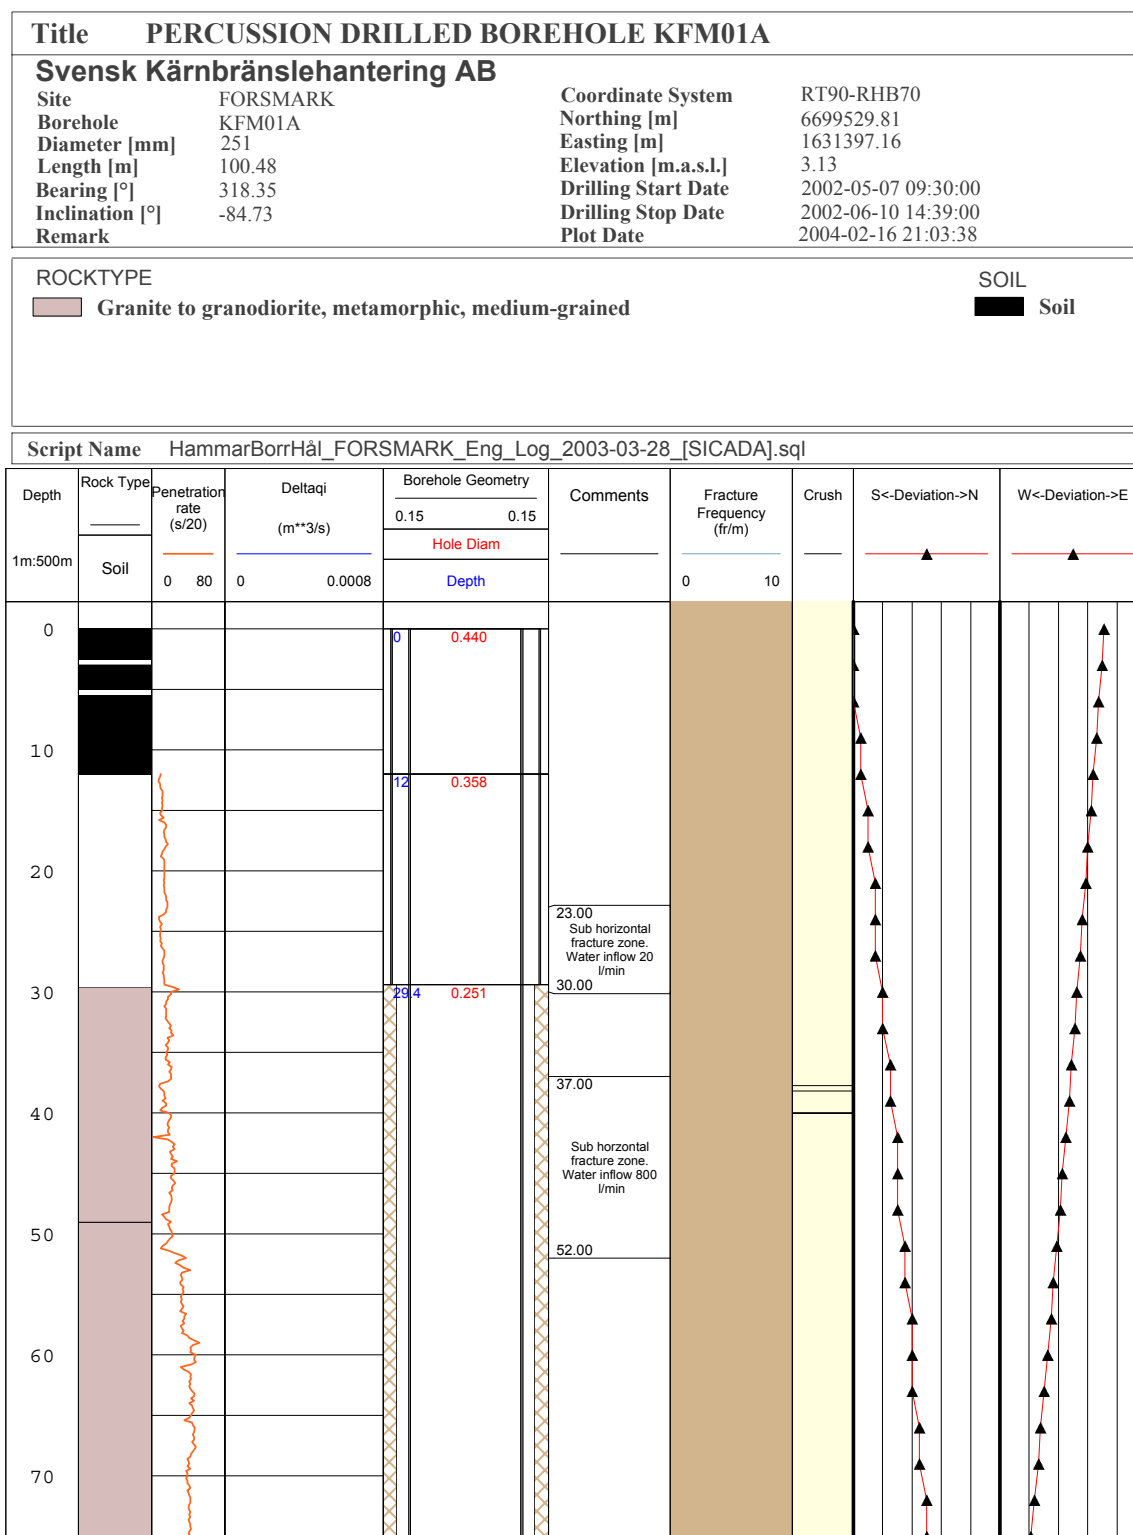 Title PERCUSSION DRILLED BOREHOLE KFM01A
Svensk Kärnbränslehantering AB
Site FORSMARK
Borehole KFM01A
Diameter [mm] 251
Length [m] 100.48
Bearing [°] 318.35
Inclination [°] -84.73
Remark
Coordinate System RT90-RHB70
Northing [m] 6699529.81
Easting [m] 1631397.16
Elevation [m.a.s.l.] 3.13
Drilling Start Date 2002-05-07 09:30:00
Drilling Stop Date 2002-06-10 14:39:00
Plot Date 2004-02-16 21:03:38
ROCKTYPE
Granite to granodiorite, metamorphic, medium-grained
SOIL
Soil
Script Name HammarBorrHål_FORSMARK_Eng_Log_2003-03-28_[SICADA].sql
Depth
1m:500m
Rock Type
Soil
Penetration
rate
(s/20)
0 80
Deltaqi
(m**3/s)
0 0.0008
Borehole Geometry
0.15 0.15
Hole Diam
Depth
Comments
Fracture
Frequency
(fr/m)
0 10
Crush
S<-Deviation->N
W<-Deviation->E
0
10
20
30
40
50
60
70
0 0.440
12 0.358
29.4 0.251
23.00
Sub horizontal
fracture zone.
Water inflow 20
l/min
30.00
37.00
Sub horzontal
fracture zone.
Water inflow 800
l/min
52.00